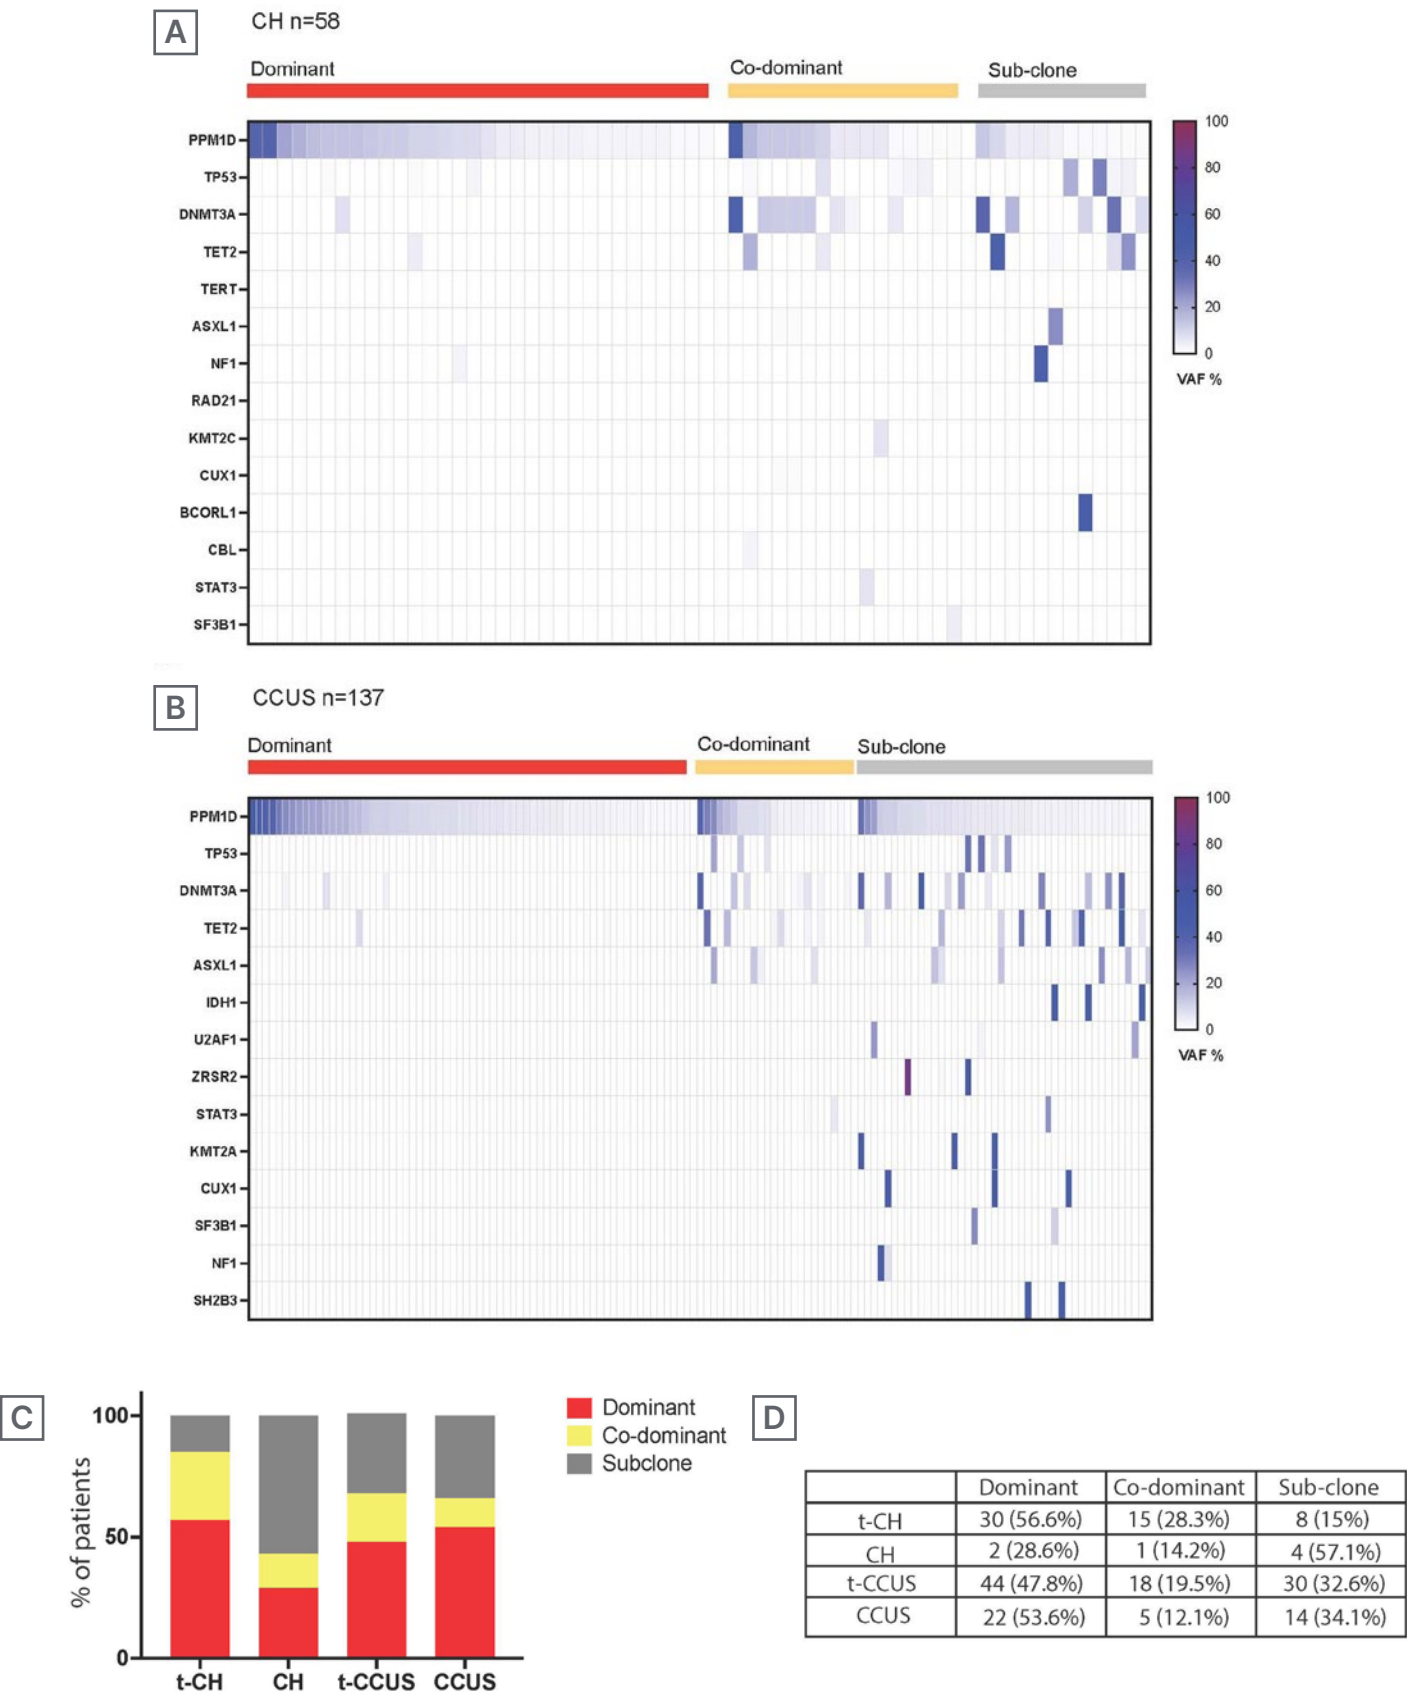 A
CH n=58
Dominant
Co-dominant
Sub-clone
PPM1D
TP53
DNMT3A
TET2
TERT
ASXL1
NF1
RAD21
KMT2C
CUX1
BCORL1
CBL
STAT3
SF3B1
100
80
60
40
20
0
VAF %
B
CCUS n=137
Dominant
Co-dominant
Sub-clone
PPM1D
TP53
DNMT3A
TET2
ASXL1
IDH1
U2AF1
ZRSR2
STAT3
KMT2A
CUX1
SF3B1
NF1
SH2B3
100
80
60
40
20
0
VAF %
C
% of patients
100
50
0
t-CH CH t-CCUS CCUS
Dominant
Co-dominant
Subclone
D
Dominant Co-dominant Sub-clone
t-CH 30 (56.6%) 15 (28.3%) 8 (15%)
CH 2 (28.6%) 1 (14.2%) 4 (57.1%)
t-CCUS 44 (47.8%) 18 (19.5%) 30 (32.6%)
CCUS 22 (53.6%) 5 (12.1%) 14 (34.1%)